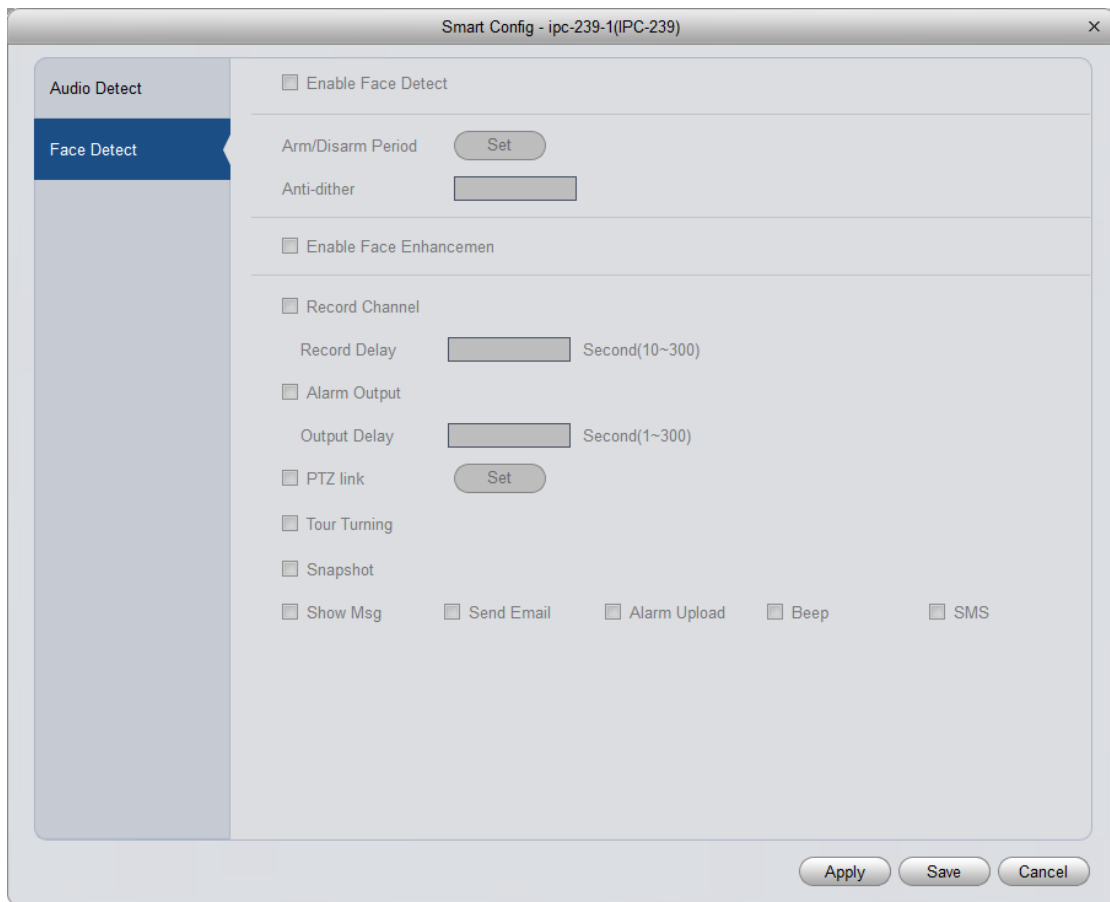 Smart Config - ipc-239-1(IPC-239)
Audio Detect
Face Detect
Enable Face Detect
Arm/Disarm Period Set
Anti-dither
Enable Face Enhancemen
Record Channel
Record Delay Second(10~300)
Alarm Output
Output Delay Second(1~300)
PTZ link Set
Tour Turning
Snapshot
Show Msg Send Email Alarm Upload Beep SMS
Apply Save Cancel